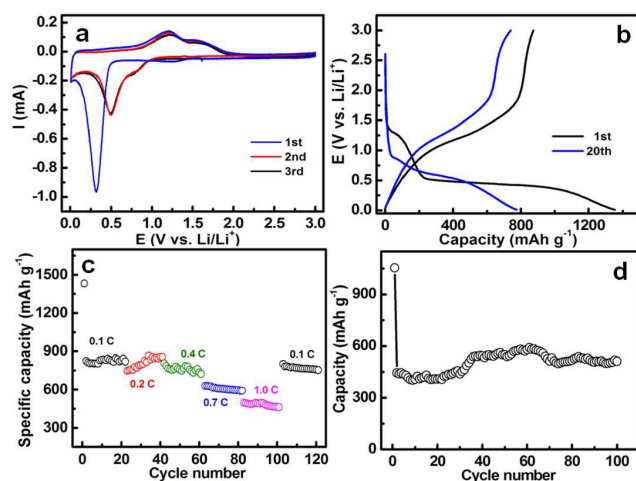 a
0.2
0.0
-0.2
-0.4
-0.6
-0.8
-1.0
I (mA)
1st
2nd
3rd
0.0 0.5 1.0 1.5 2.0 2.5 3.0
E (V vs. Li/Li⁺)
b
3.0
2.5
2.0
1.5
1.0
0.5
0.0
E (V vs. Li/Li⁺)
1st
20th
0 400 800 1200
Capacity (mAh g⁻¹)
c
1500
1200
900
600
300
Specific capacity (mAh g⁻¹)
0.1 C
0.2 C
0.4 C
0.7 C
1.0 C
0.1 C
0 20 40 60 80 100 120
Cycle number
d
900
600
300
0
Capacity (mAh g⁻¹)
0 20 40 60 80 100
Cycle number